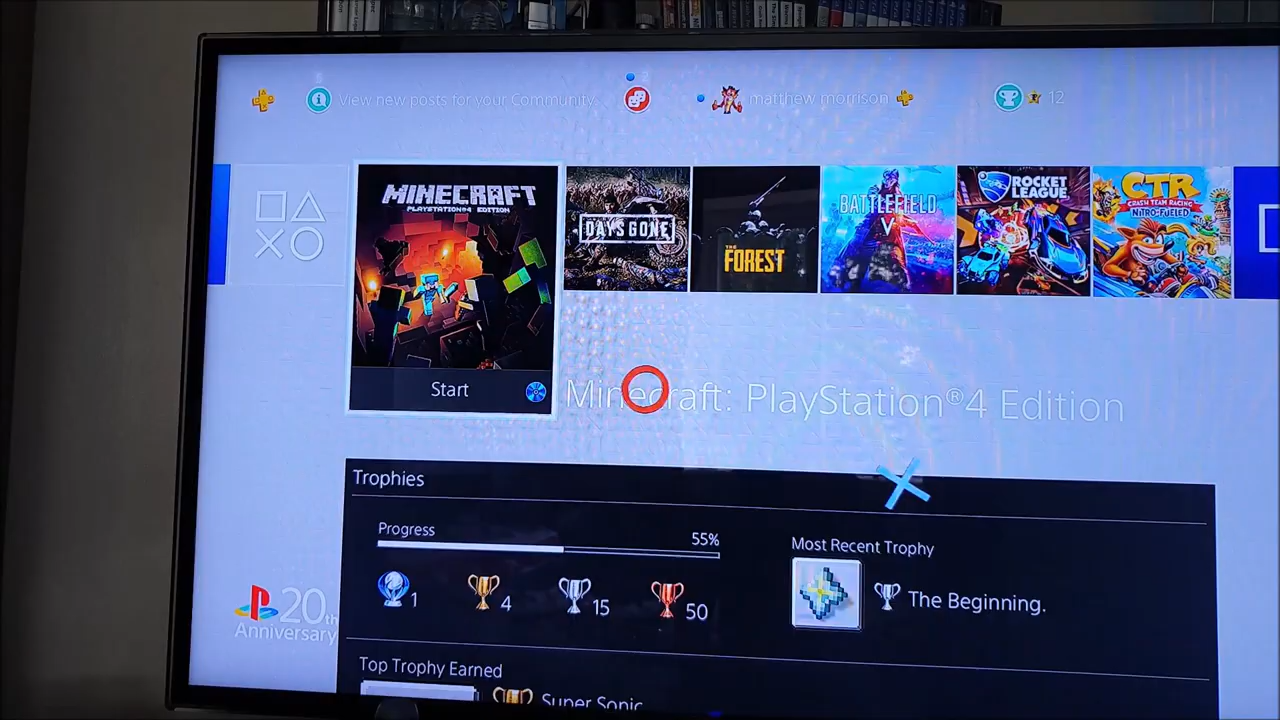 5
View new posts for your Community.
2
matthew morrison
12
MINECRAFT
PLAYSTATION®4 EDITION
DAYS GONE
THE
FOREST
BATTLEFIELD
V
ROCKET
LEAGUE
CTR
CRASH TEAM RACING
NITRO-FUELED
Start
Minecraft: PlayStation®4 Edition
Trophies
Progress
55%
1
4
15
50
Most Recent Trophy
The Beginning.
20th
Anniversary
Top Trophy Earned
Super Sonic